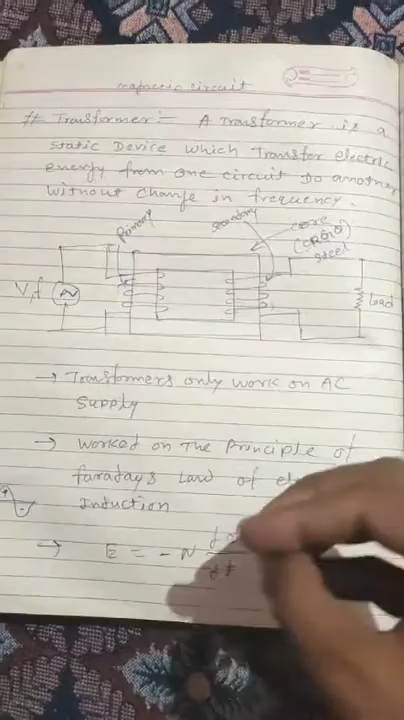 magnetic circuit
# Transformer := A Transformer is a
Static Device which Transfer electric
energy from one circuit to another
without change in frequency.
Primary
secondary
core
(CRGO)
steel
V,f
Load
→ Transformers only work on AC
supply
→ worked on The Principle of
faradays Law of
Induction
→ E = -N